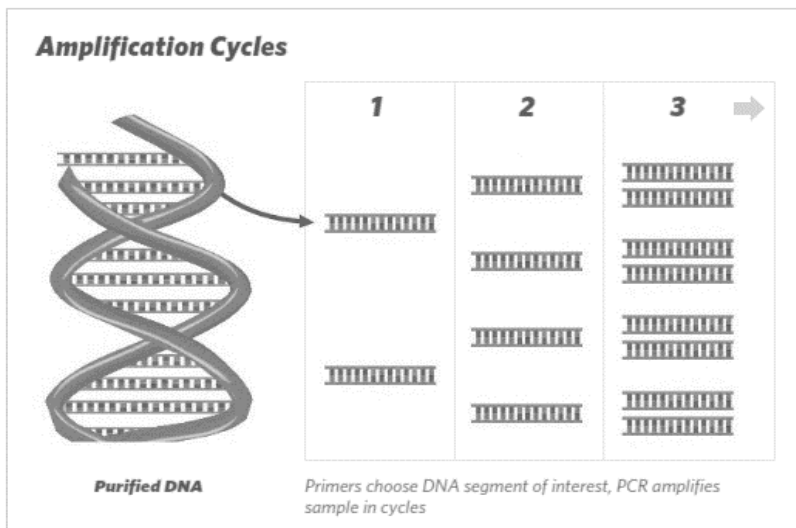 Amplification Cycles
1 2 3
Purified DNA
Primers choose DNA segment of interest, PCR amplifies
sample in cycles